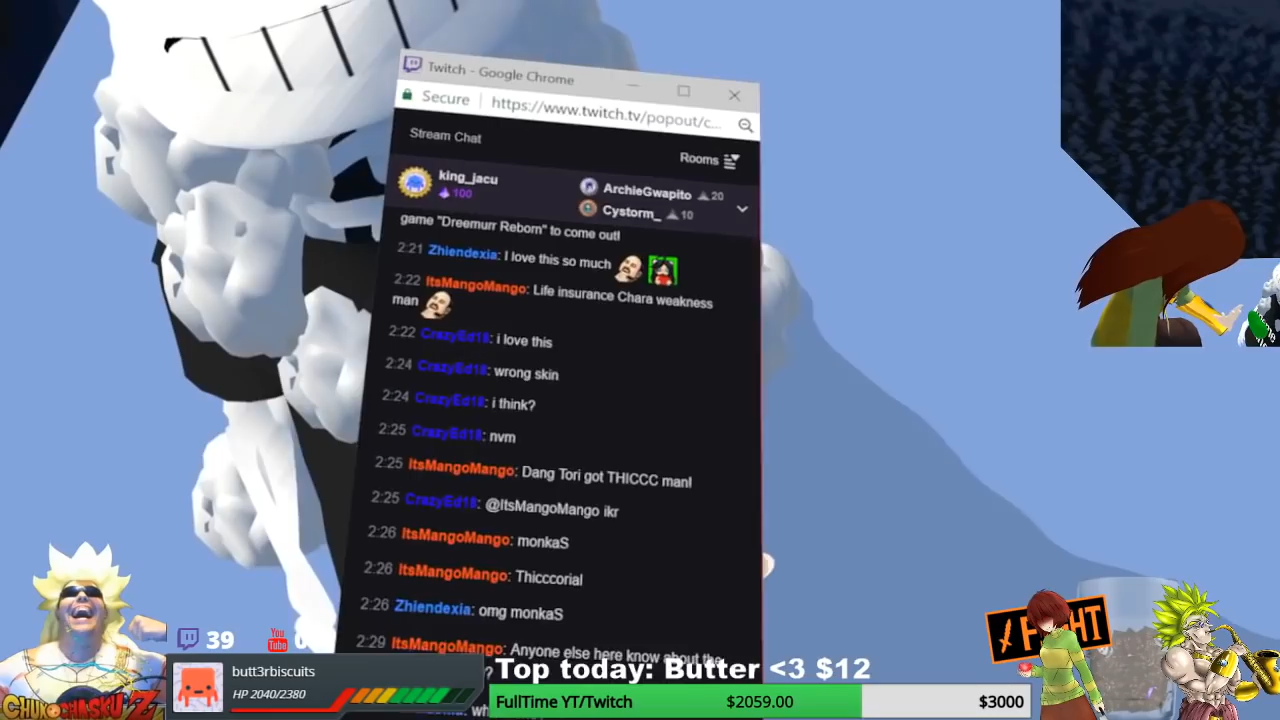 Twitch - Google Chrome
Secure | https://www.twitch.tv/popout/c...
Stream Chat
Rooms
king_jacu
100
ArchieGwapito 20
Cystorm_ 10
game "Dreemurr Reborn" to come out!
2:21 Zhiendexia: I love this so much
2:22 ItsMangoMango: Life insurance Chara weakness
man
2:22 CrazyEd18: i love this
2:24 CrazyEd18: wrong skin
2:24 CrazyEd18: i think?
2:25 CrazyEd18: nvm
2:25 ItsMangoMango: Dang Tori got THICCC man!
2:25 CrazyEd18: @ItsMangoMango ikr
2:26 ItsMangoMango: monkaS
2:26 ItsMangoMango: Thicccorial
2:26 Zhiendexia: omg monkaS
2:29 ItsMangoMango: Anyone else here know about the
39
You Tube
butt3rbiscuits
HP 2040/2380
Top today: Butter <3 $12
FullTime YT/Twitch $2059.00 $3000
FIGHT